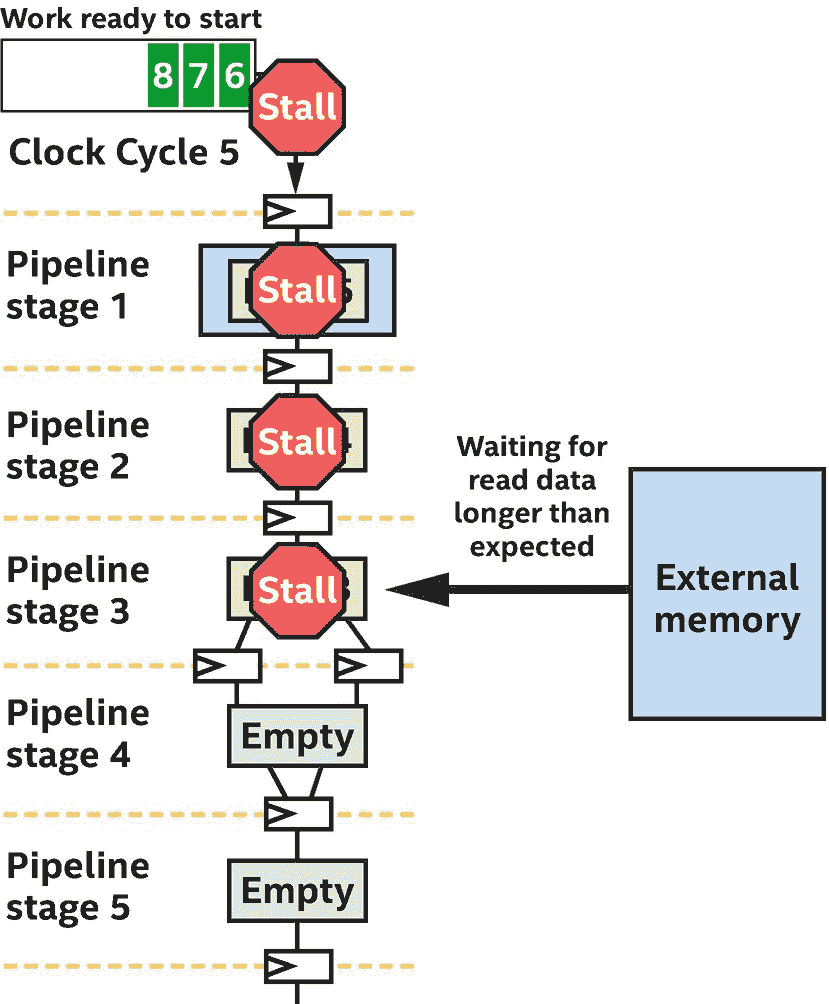 Work ready to start
8 7 6
Stall
Clock Cycle 5
Pipeline
stage 1
Stall
Pipeline
stage 2
Stall
Waiting for
read data
longer than
expected
Pipeline
stage 3
Stall
External
memory
Pipeline
stage 4
Empty
Pipeline
stage 5
Empty